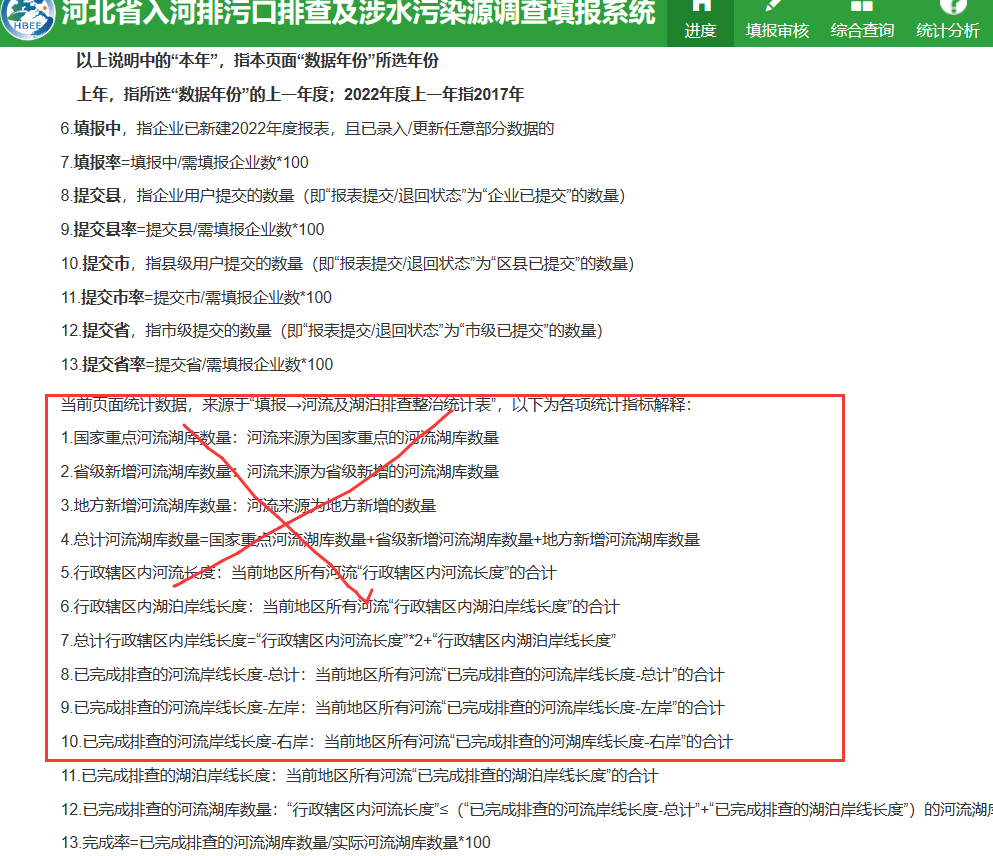 河北省入河排污口排查及涉水污染源调查填报系统
HBEE
进度
填报审核
综合查询
统计分析
以上说明中的“本年”，指本页面“数据年份”所选年份
上年，指所选“数据年份”的上一年度；2022年度上一年指2017年
6.填报中，指企业已新建2022年度报表，且已录入/更新任意部分数据的
7.填报率=填报中/需填报企业数*100
8.提交县，指企业用户提交的数量（即“报表提交/退回状态”为“企业已提交”的数量）
9.提交县率=提交县/需填报企业数*100
10.提交市，指县级用户提交的数量（即“报表提交/退回状态”为“区县已提交”的数量）
11.提交市率=提交市/需填报企业数*100
12.提交省，指市级提交的数量（即“报表提交/退回状态”为“市级已提交”的数量）
13.提交省率=提交省/需填报企业数*100
当前页面统计数据，来源于“填报→河流及湖泊排查整治统计表”，以下为各项统计指标解释：
1.国家重点河流湖库数量：河流来源为国家重点的河流湖库数量
2.省级新增河流湖库数量：河流来源为省级新增的河流湖库数量
3.地方新增河流湖库数量：河流来源为地方新增的数量
4.总计河流湖库数量=国家重点河流湖库数量+省级新增河流湖库数量+地方新增河流湖库数量
5.行政辖区内河流长度：当前地区所有河流“行政辖区内河流长度”的合计
6.行政辖区内湖泊岸线长度：当前地区所有河流“行政辖区内湖泊岸线长度”的合计
7.总计行政辖区内岸线长度=“行政辖区内河流长度”*2+“行政辖区内湖泊岸线长度”
8.已完成排查的河流岸线长度-总计：当前地区所有河流“已完成排查的河流岸线长度-总计”的合计
9.已完成排查的河流岸线长度-左岸：当前地区所有河流“已完成排查的河流岸线长度-左岸”的合计
10.已完成排查的河流岸线长度-右岸：当前地区所有河流“已完成排查的河湖库线长度-右岸”的合计
11.已完成排查的湖泊岸线长度：当前地区所有河流“已完成排查的湖泊岸线长度”的合计
12.已完成排查的河流湖库数量：“行政辖区内河流长度”≤（“已完成排查的河流岸线长度-总计”+“已完成排查的湖泊岸线长度”）的河流湖库
13.完成率=已完成排查的河流湖库数量/实际河流湖库数量*100